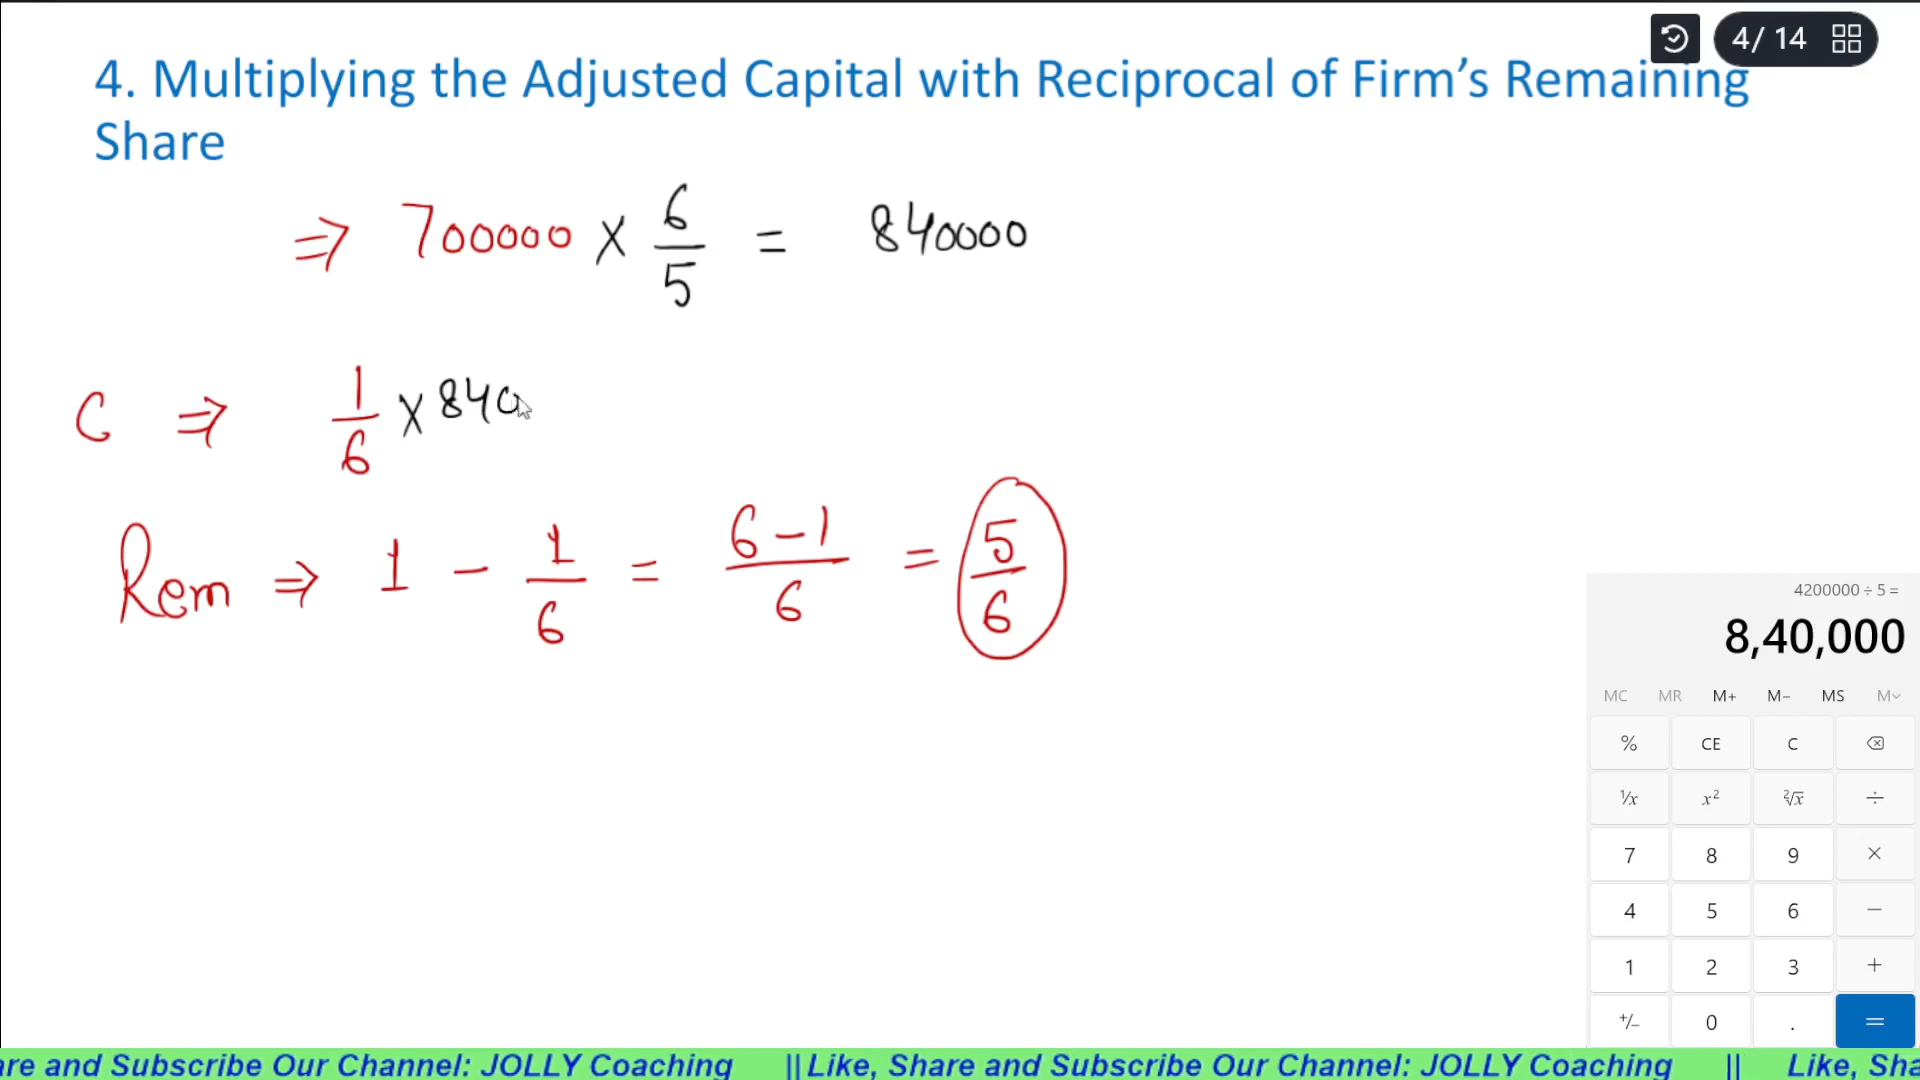 4/ 14
4. Multiplying the Adjusted Capital with Reciprocal of Firm's Remaining
Share
⇒ 700000 × 6/5 = 840000
C ⇒ 1/6 × 840
Rem ⇒ 1 - 1/6 = 6-1/6 = 5/6
4200000 ÷ 5 =
8,40,000
MC MR M+ M− MS M˅
% CE C ⌫
¹/x x² ²√x ÷
7 8 9 ×
4 5 6 −
1 2 3 +
+/− 0 . =
are and Subscribe Our Channel: JOLLY Coaching || Like, Share and Subscribe Our Channel: JOLLY Coaching || Like, Sha